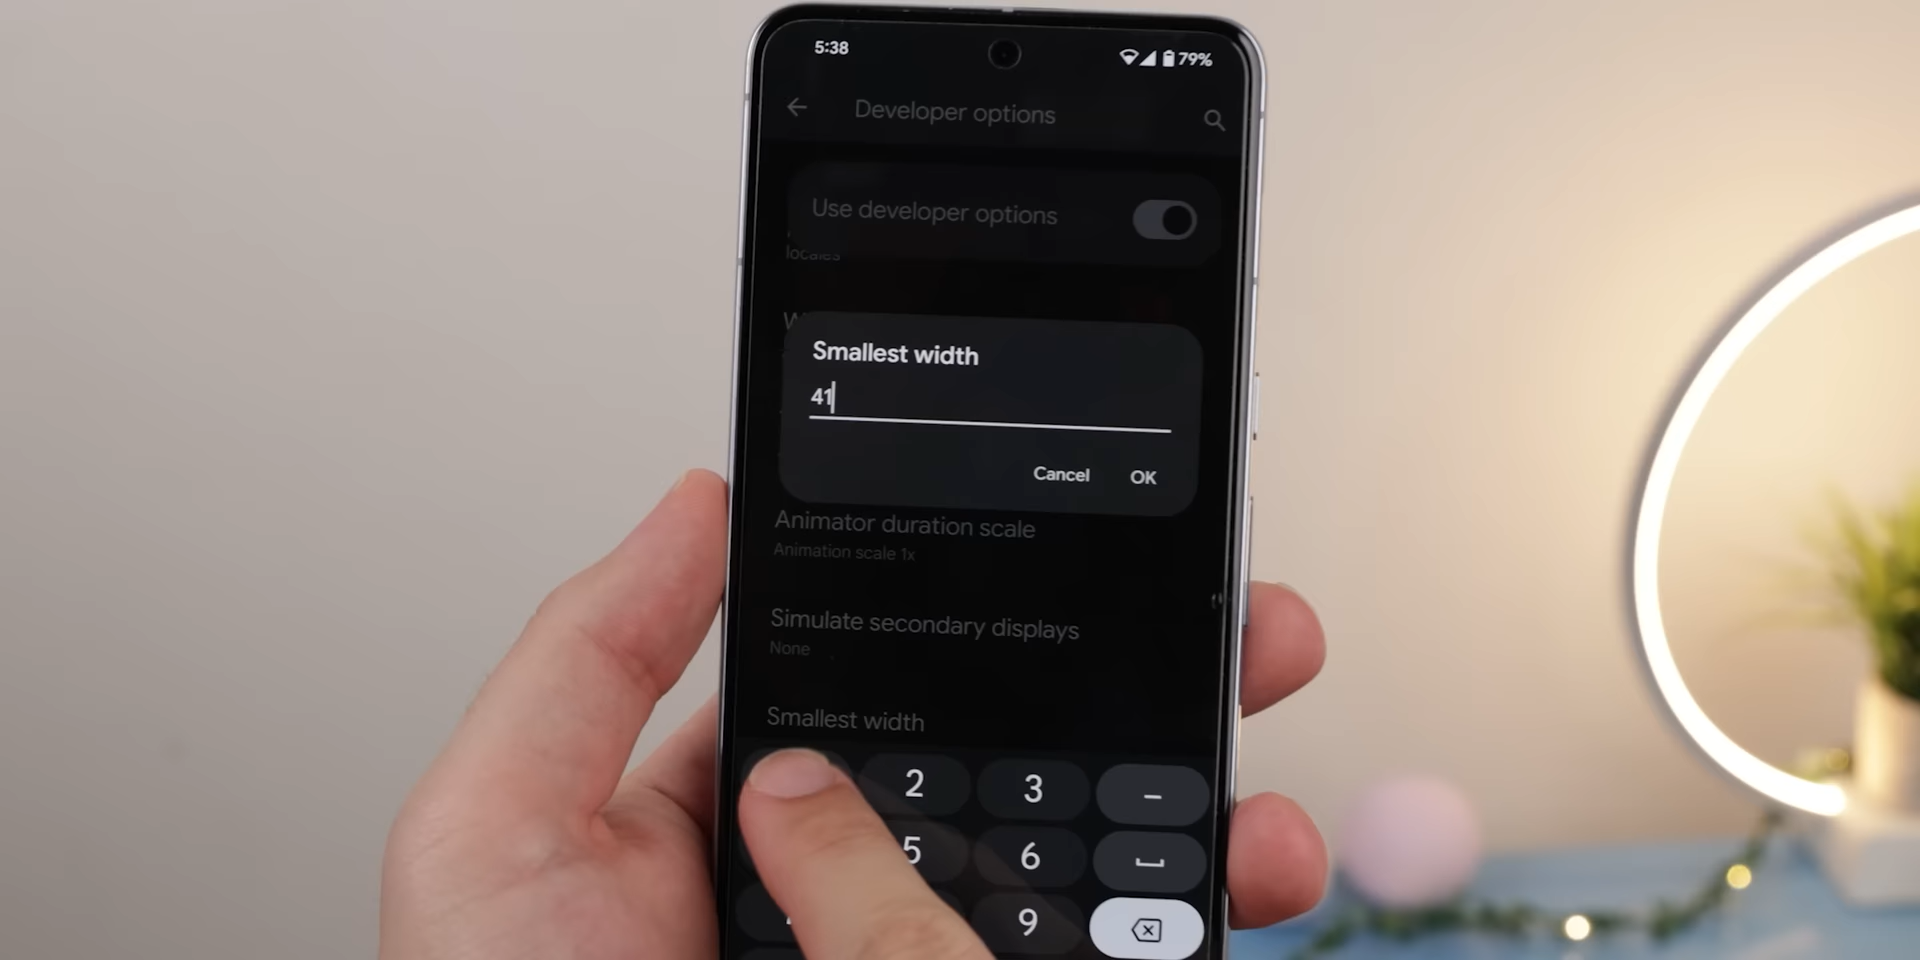 5:38
79%
Developer options
Use developer options
locales
W
Smallest width
41
Cancel
OK
Animator duration scale
Animation scale 1x
Simulate secondary displays
None
Smallest width
2
3
–
5
6
9